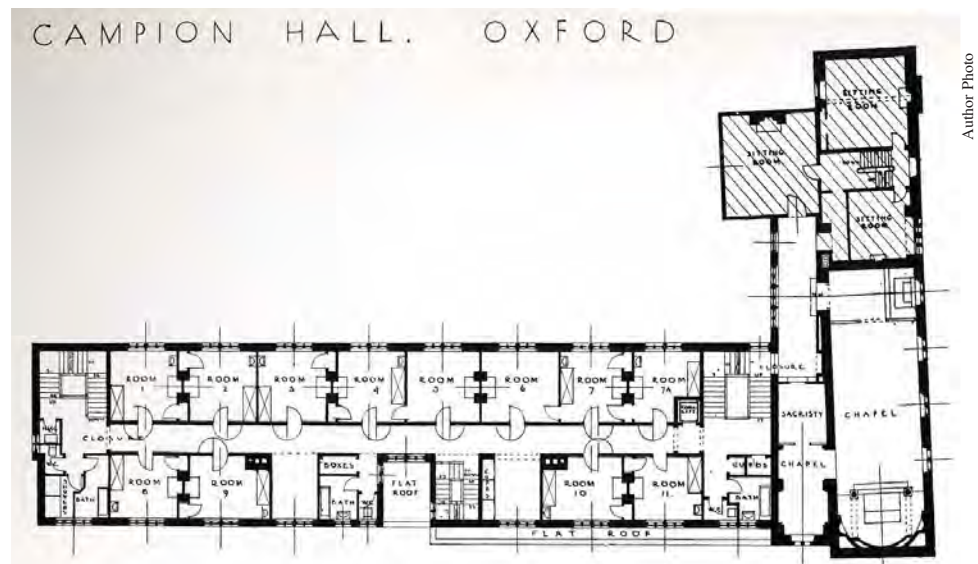 CAMPION HALL. OXFORD
Author Photo
SITTING ROOM
SITTING ROOM
SITTING ROOM
ROOM 1
ROOM 2
ROOM 3
ROOM 4
ROOM 5
ROOM 6
ROOM 7
ROOM 7A
CLOSURE
SACRISTY
CHAPEL
CLOSURE
CHAPEL
ROOM 8
BATH
ROOM 9
BOXES
BATH
W.C.
FLAT ROOF
ROOM 10
ROOM 11.
BATH
FLAT ROOF